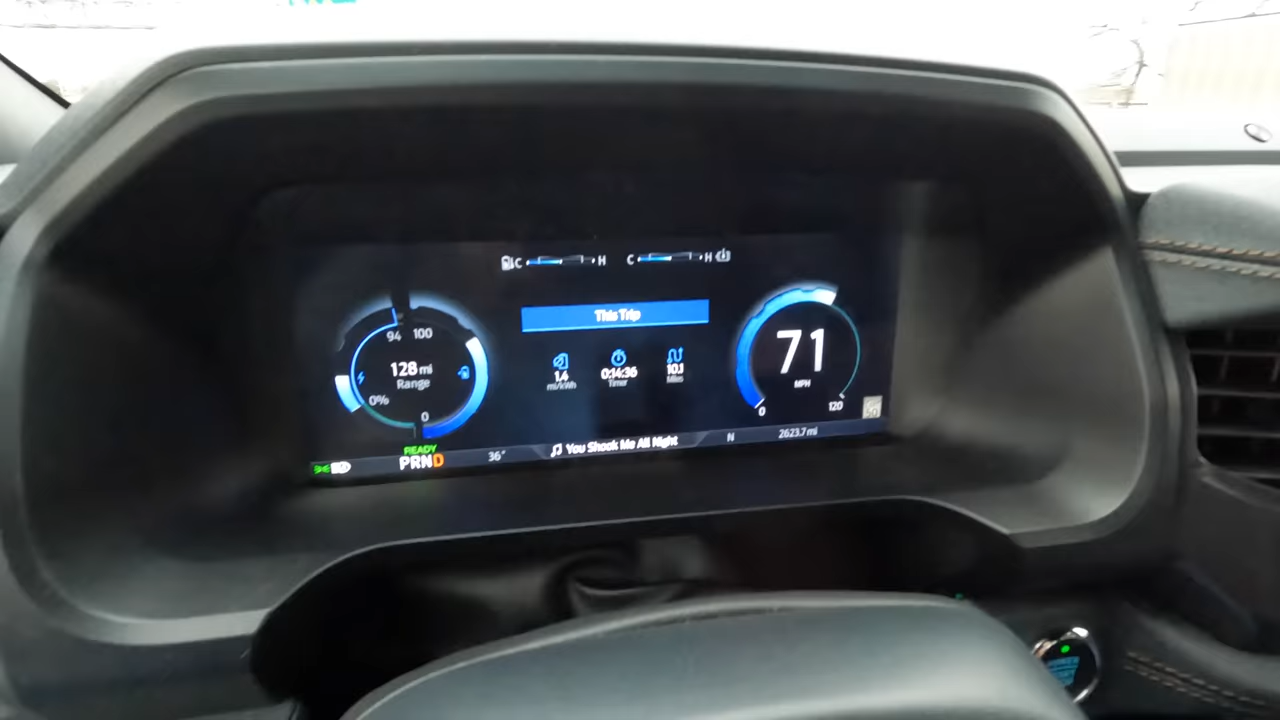 C H C H
This Trip
94 100
128 mi
Range
0%
0
1.4
mi/kWh
0:14:36
Timer
10.1
Miles
71
MPH
0 120
50
READY
PRND
36°
You Shook Me All Night
N
2623.7 mi